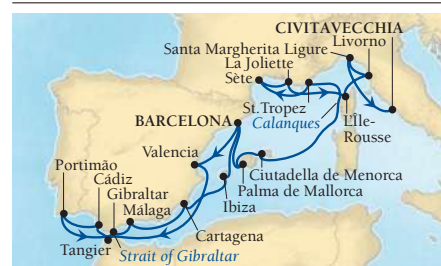 CIVITAVECCHIA
Livorno
Santa Margherita Ligure
La Joliette
Sète
St.Tropez
Calanques
L'Île-
Rousse
BARCELONA
Valencia
Portimão
Cádiz
Gibraltar
Málaga
Ciutadella de Menorca
Palma de Mallorca
Ibiza
Cartagena
Tangier
Strait of Gibraltar